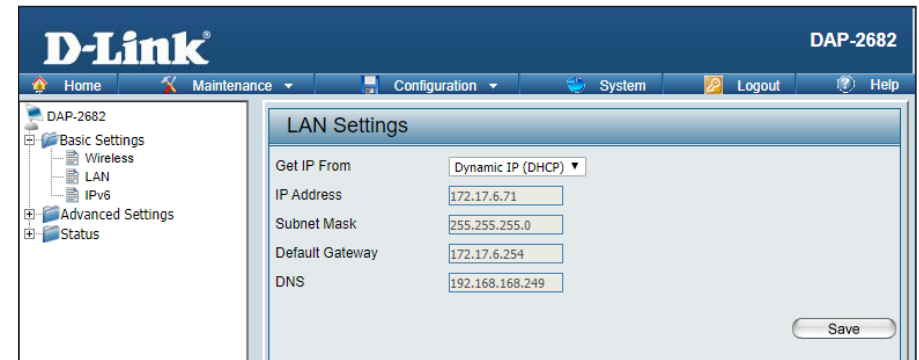 D-Link®
DAP-2682
Home Maintenance Configuration System Logout Help
DAP-2682
Basic Settings
Wireless
LAN
IPv6
Advanced Settings
Status
LAN Settings
Get IP From Dynamic IP (DHCP)
IP Address 172.17.6.71
Subnet Mask 255.255.255.0
Default Gateway 172.17.6.254
DNS 192.168.168.249
Save